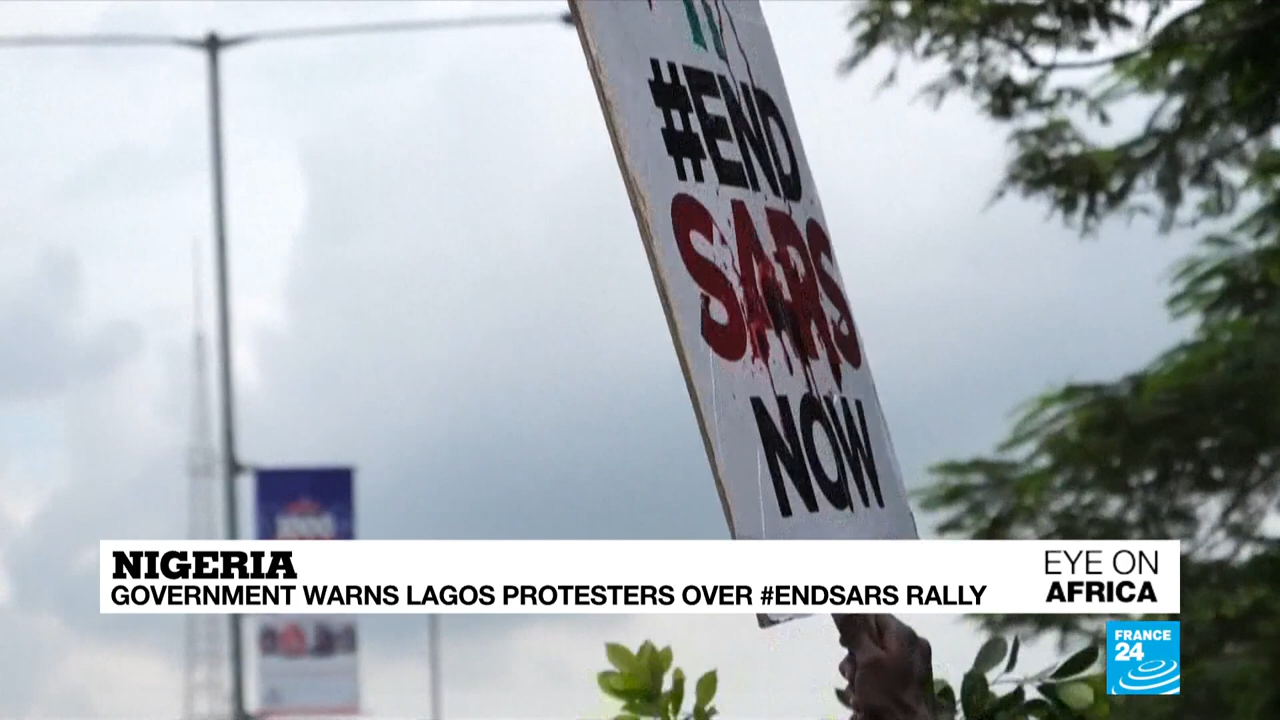 #END
SARS
NOW
NIGERIA
GOVERNMENT WARNS LAGOS PROTESTERS OVER #ENDSARS RALLY
EYE ON
AFRICA
FRANCE
24